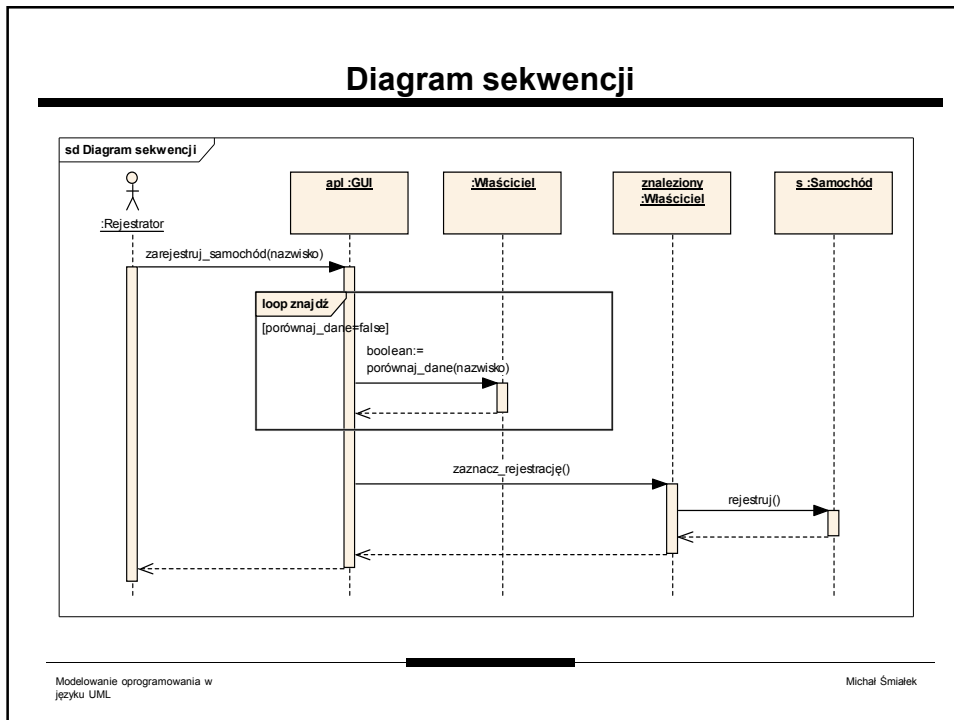 Diagram sekwencji
sd Diagram sekwencji
:Rejestrator
apl :GUI
:Właściciel
znaleziony
:Właściciel
s :Samochód
zarejestruj_samochód(nazwisko)
loop znajdź
[porównaj_dane=false]
boolean:=
porównaj_dane(nazwisko)
zaznacz_rejestrację()
rejestruj()
Modelowanie oprogramowania w
języku UML
Michał Śmiałek